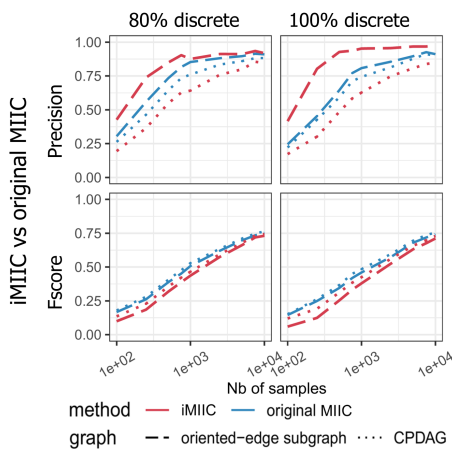 80% discrete 100% discrete
iMIIC vs original MIIC
Precision
1.00
0.75
0.50
0.25
0.00
Fscore
1.00
0.75
0.50
0.25
0.00
1e+02 1e+03 1e+04 1e+02 1e+03 1e+04
Nb of samples
method iMIIC original MIIC
graph oriented-edge subgraph CPDAG